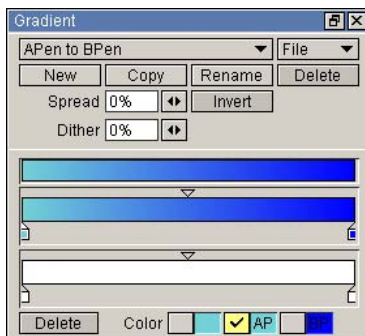 Gradient
APen to BPen File
New Copy Rename Delete
Spread 0% Invert
Dither 0%
Delete Color AP BP